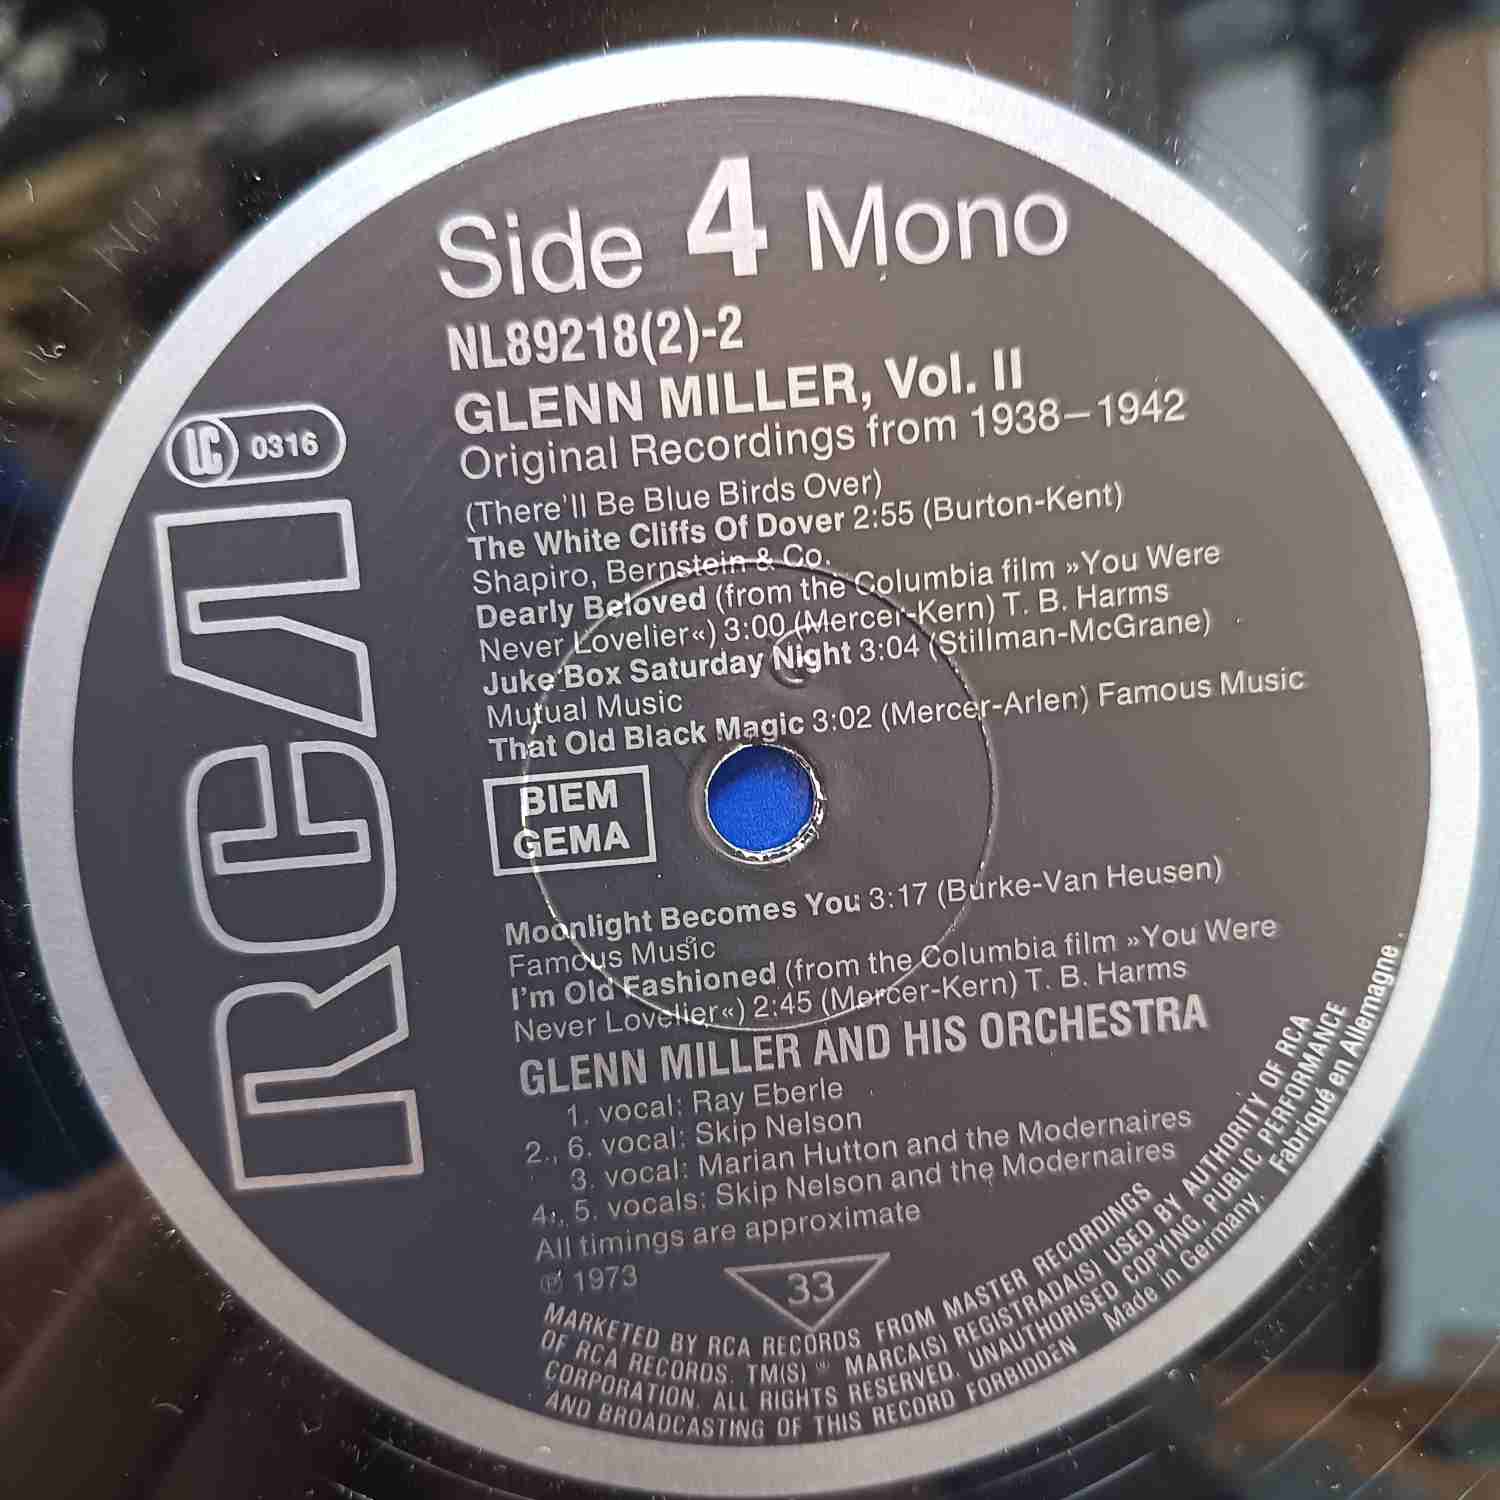 Side 4 Mono
NL89218(2)-2
GLENN MILLER, Vol. II
Original Recordings from 1938–1942
LC 0316
RCA
(There'll Be Blue Birds Over)
The White Cliffs Of Dover 2:55 (Burton-Kent)
Shapiro, Bernstein & Co.
Dearly Beloved (from the Columbia film »You Were
Never Lovelier«) 3:00 (Mercer-Kern) T. B. Harms
Juke Box Saturday Night 3:04 (Stillman-McGrane)
Mutual Music
That Old Black Magic 3:02 (Mercer-Arlen) Famous Music
BIEM
GEMA
Moonlight Becomes You 3:17 (Burke-Van Heusen)
Famous Music
I'm Old Fashioned (from the Columbia film »You Were
Never Lovelier«) 2:45 (Mercer-Kern) T. B. Harms
GLENN MILLER AND HIS ORCHESTRA
1. vocal: Ray Eberle
2., 6. vocal: Skip Nelson
3. vocal: Marian Hutton and the Modernaires
4., 5. vocals: Skip Nelson and the Modernaires
All timings are approximate
℗ 1973
33
MARKETED BY RCA RECORDS FROM MASTER RECORDINGS
OF RCA RECORDS. TM(S) ® MARCA(S) REGISTRADA(S) USED BY AUTHORITY OF RCA
CORPORATION. ALL RIGHTS RESERVED. UNAUTHORISED COPYING, PUBLIC PERFORMANCE
AND BROADCASTING OF THIS RECORD FORBIDDEN Made in Germany. Fabriqué en Allemagne.